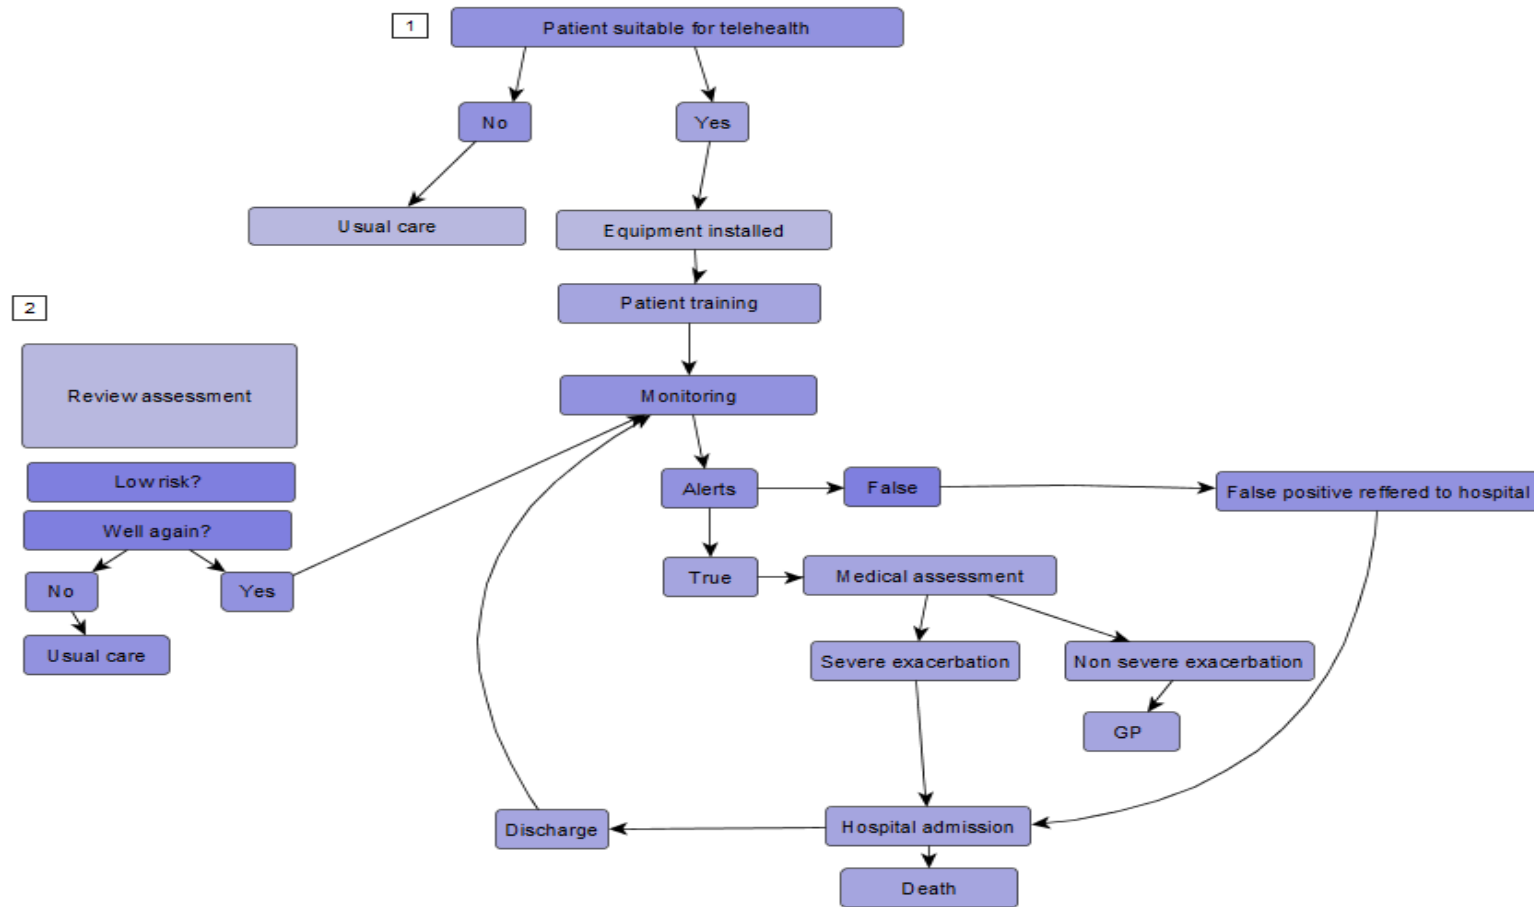 1
Patient suitable for telehealth
No
Yes
Usual care
Equipment installed
Patient training
2
Review assessment
Monitoring
Low risk?
Well again?
No
Yes
Usual care
Alerts
False
False positive reffered to hospital
True
Medical assessment
Severe exacerbation
Non severe exacerbation
GP
Discharge
Hospital admission
Death